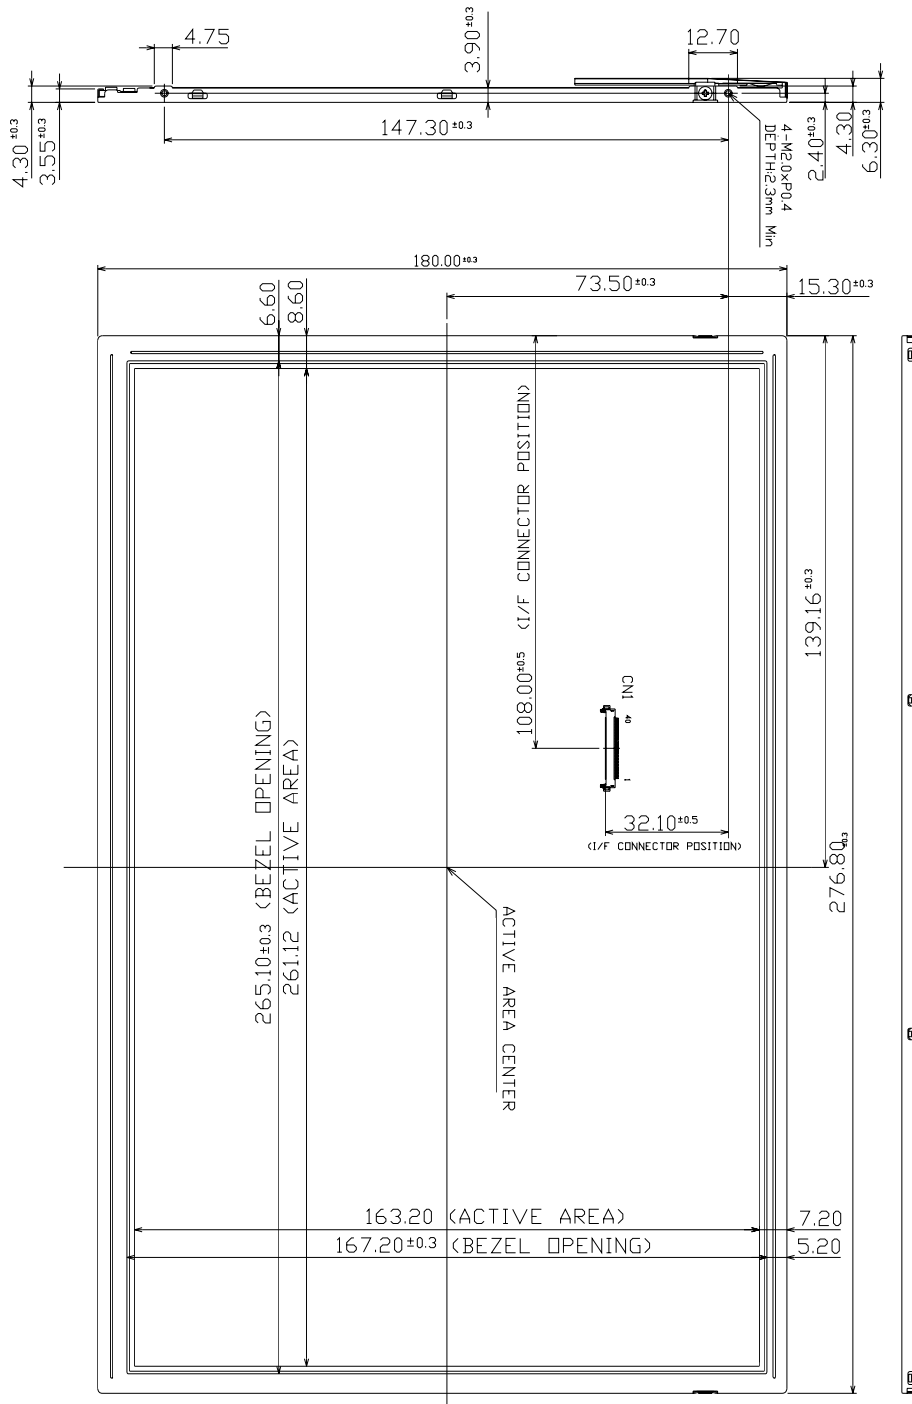 4.75
3.90±0.3
12.70
147.30±0.3
4.30±0.3
3.55±0.3
4-M2.0xP0.4
DEPTH:2.3mm Min
2.40±0.3
4.30
6.30±0.3
180.00±0.3
6.60
8.60
73.50±0.3
15.30±0.3
108.00±0.5 (I/F CONNECTOR POSITION)
139.16±0.3
CN1
40
1
32.10±0.5
(I/F CONNECTOR POSITION)
276.80±0.3
265.10±0.3 (BEZEL OPENING)
261.12 (ACTIVE AREA)
ACTIVE AREA CENTER
163.20 (ACTIVE AREA)
7.20
167.20±0.3 (BEZEL OPENING)
5.20